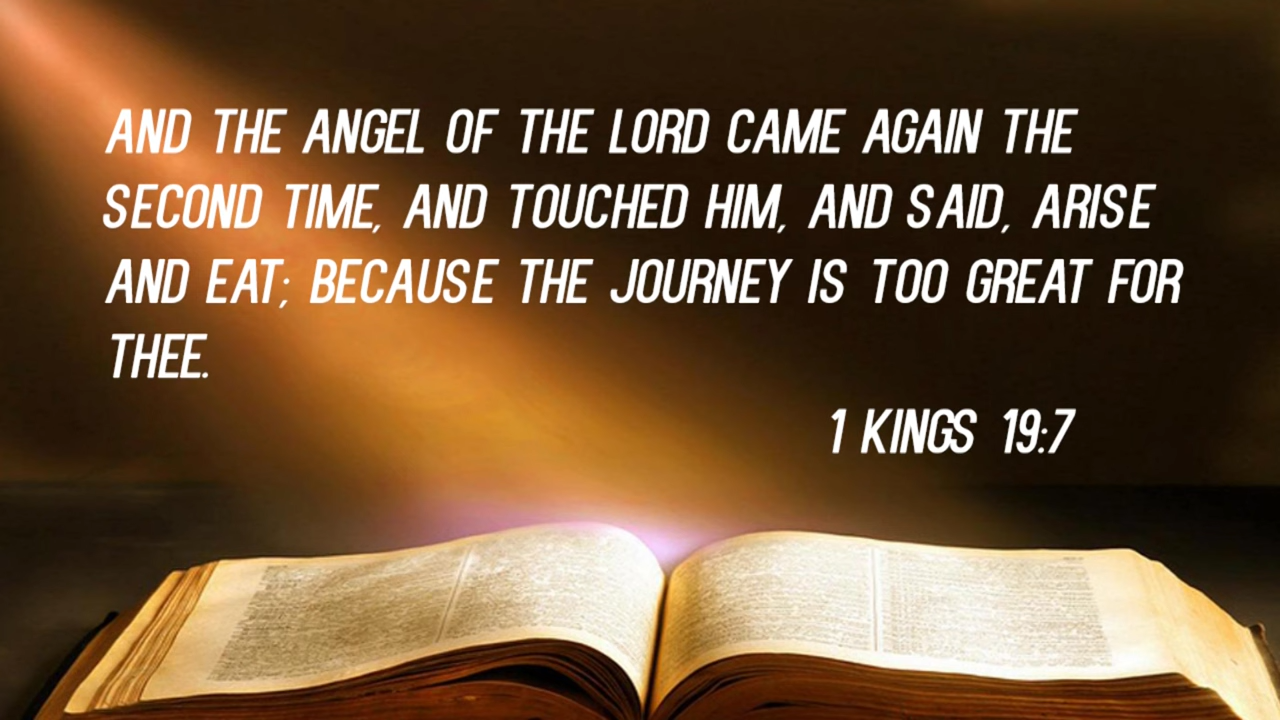 AND THE ANGEL OF THE LORD CAME AGAIN THE
SECOND TIME, AND TOUCHED HIM, AND SAID, ARISE
AND EAT; BECAUSE THE JOURNEY IS TOO GREAT FOR
THEE.
1 KINGS 19:7